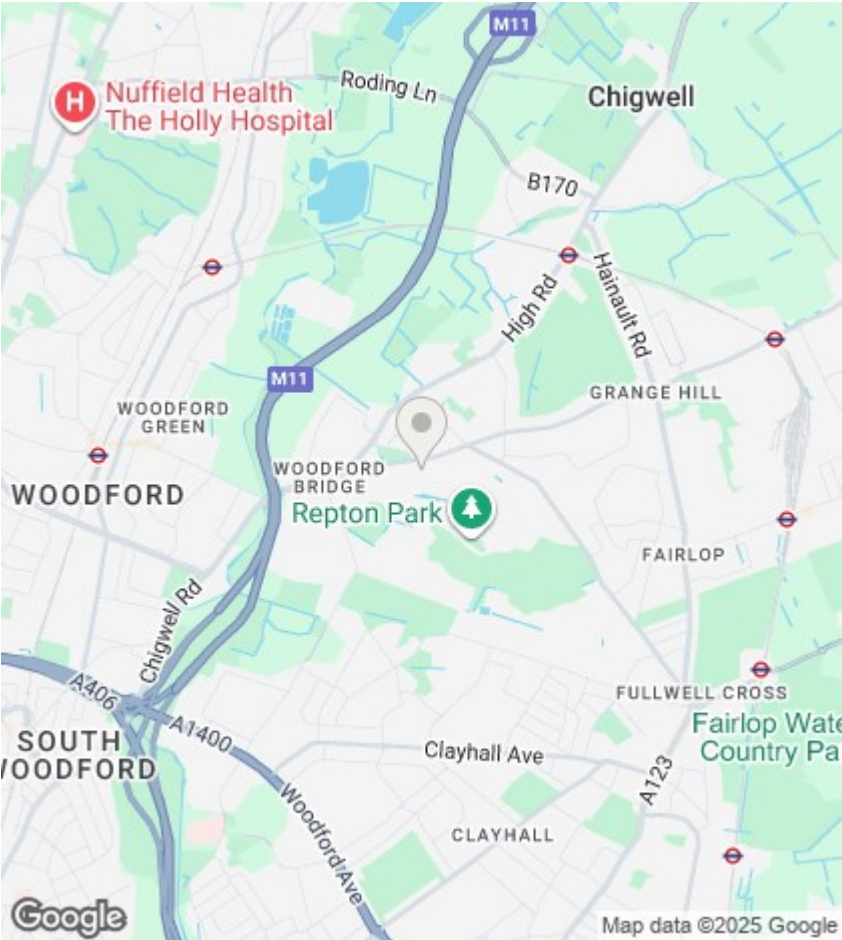 M11
Roding Ln
Chigwell
H
Nuffield Health
The Holly Hospital
B170
High Rd
Hainault Rd
M11
GRANGE HILL
WOODFORD
GREEN
WOODFORD
BRIDGE
WOODFORD
Repton Park
FAIRLOP
Chigwell Rd
FULLWELL CROSS
A406
A1400
SOUTH
WOODFORD
Clayhall Ave
Fairlop Wate
Country Pa
A123
Woodford Ave
CLAYHALL
Google
Map data ©2025 Google